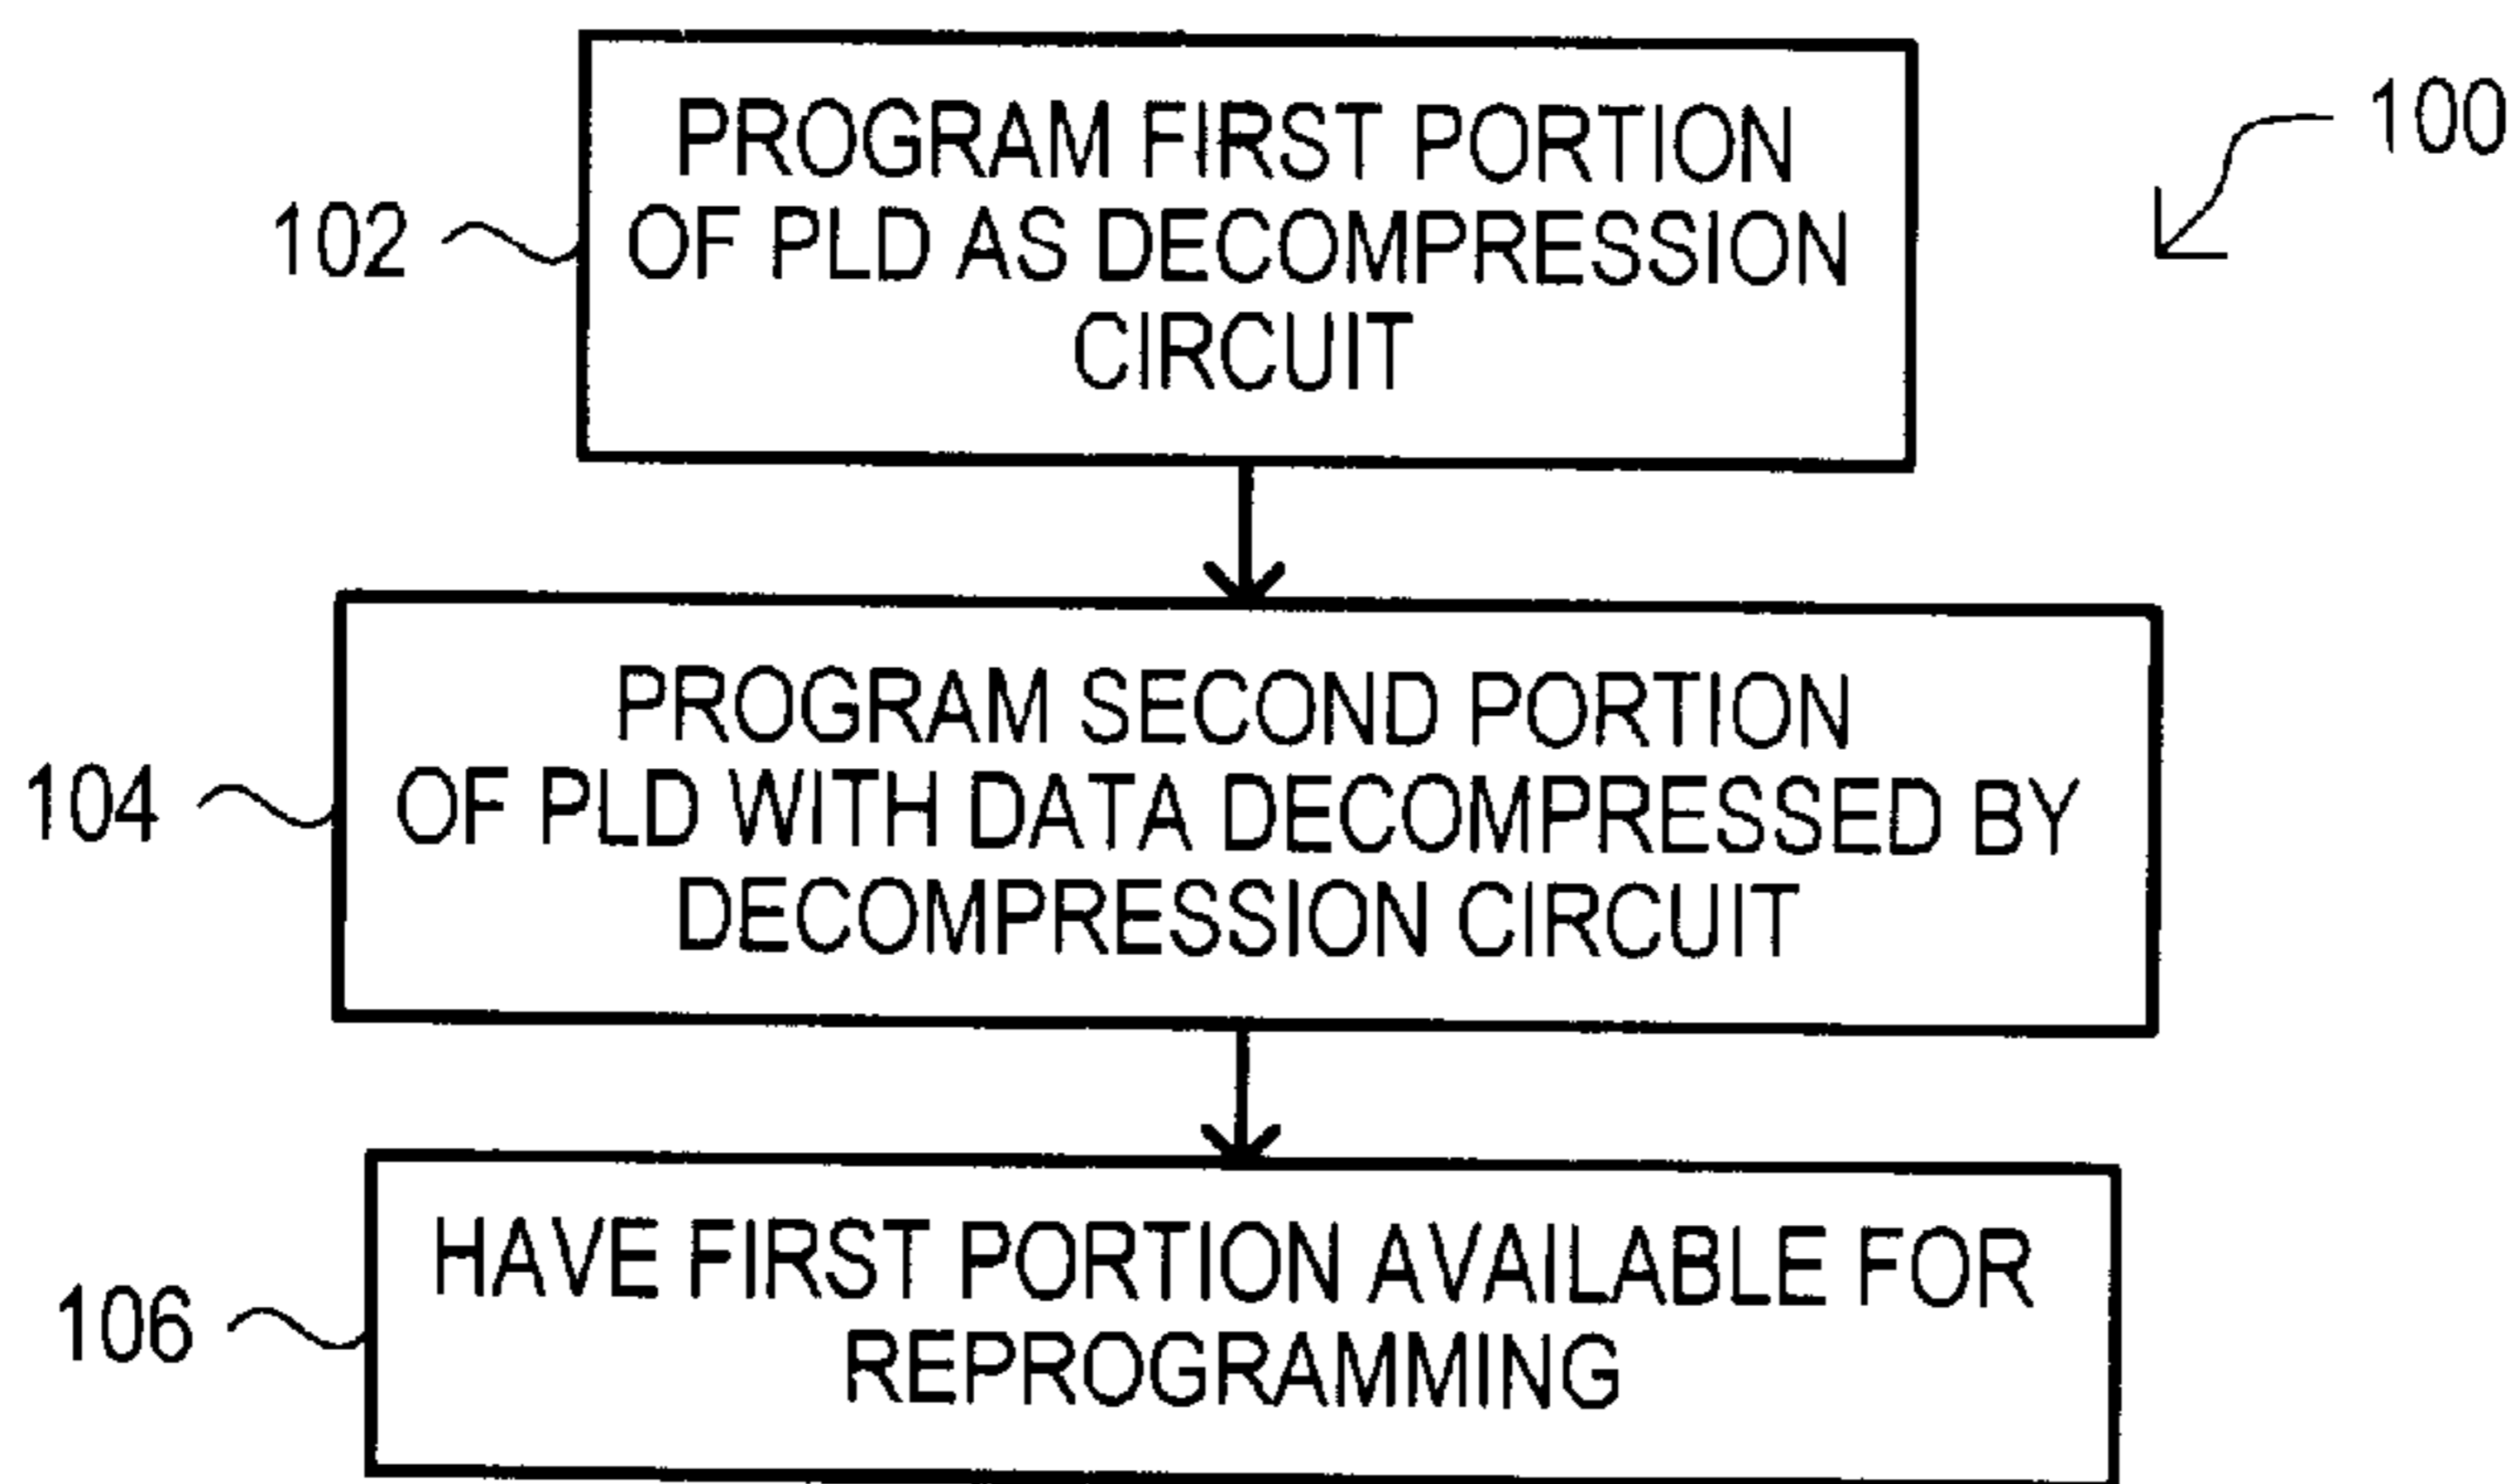 100
102
PROGRAM FIRST PORTION
OF PLD AS DECOMPRESSION
CIRCUIT
104
PROGRAM SECOND PORTION
OF PLD WITH DATA DECOMPRESSED BY
DECOMPRESSION CIRCUIT
106
HAVE FIRST PORTION AVAILABLE FOR
REPROGRAMMING